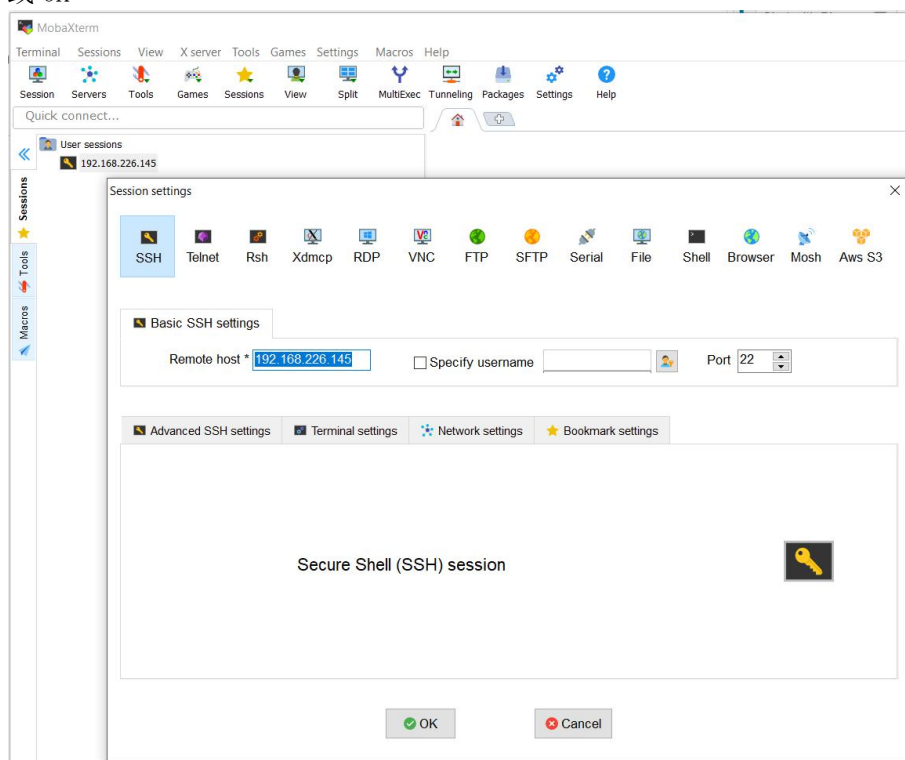 MobaXterm
Terminal Sessions View X server Tools Games Settings Macros Help
Session Servers Tools Games Sessions View Split MultiExec Tunneling Packages Settings Help
Quick connect...
User sessions
192.168.226.145
Sessions
Tools
Macros
Session settings
SSH Telnet Rsh Xdmcp RDP VNC FTP SFTP Serial File Shell Browser Mosh Aws S3
Basic SSH settings
Remote host * 192.168.226.145 Specify username Port 22
Advanced SSH settings Terminal settings Network settings Bookmark settings
Secure Shell (SSH) session
OK Cancel